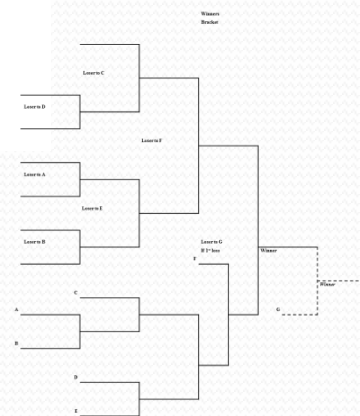 Winners
Bracket
Loser to C
Loser to D
Loser to F
Loser to A
Loser to E
Loser to B
Loser to G
If 1st loss
Winner
F
Winner
C
A
G
B
D
E